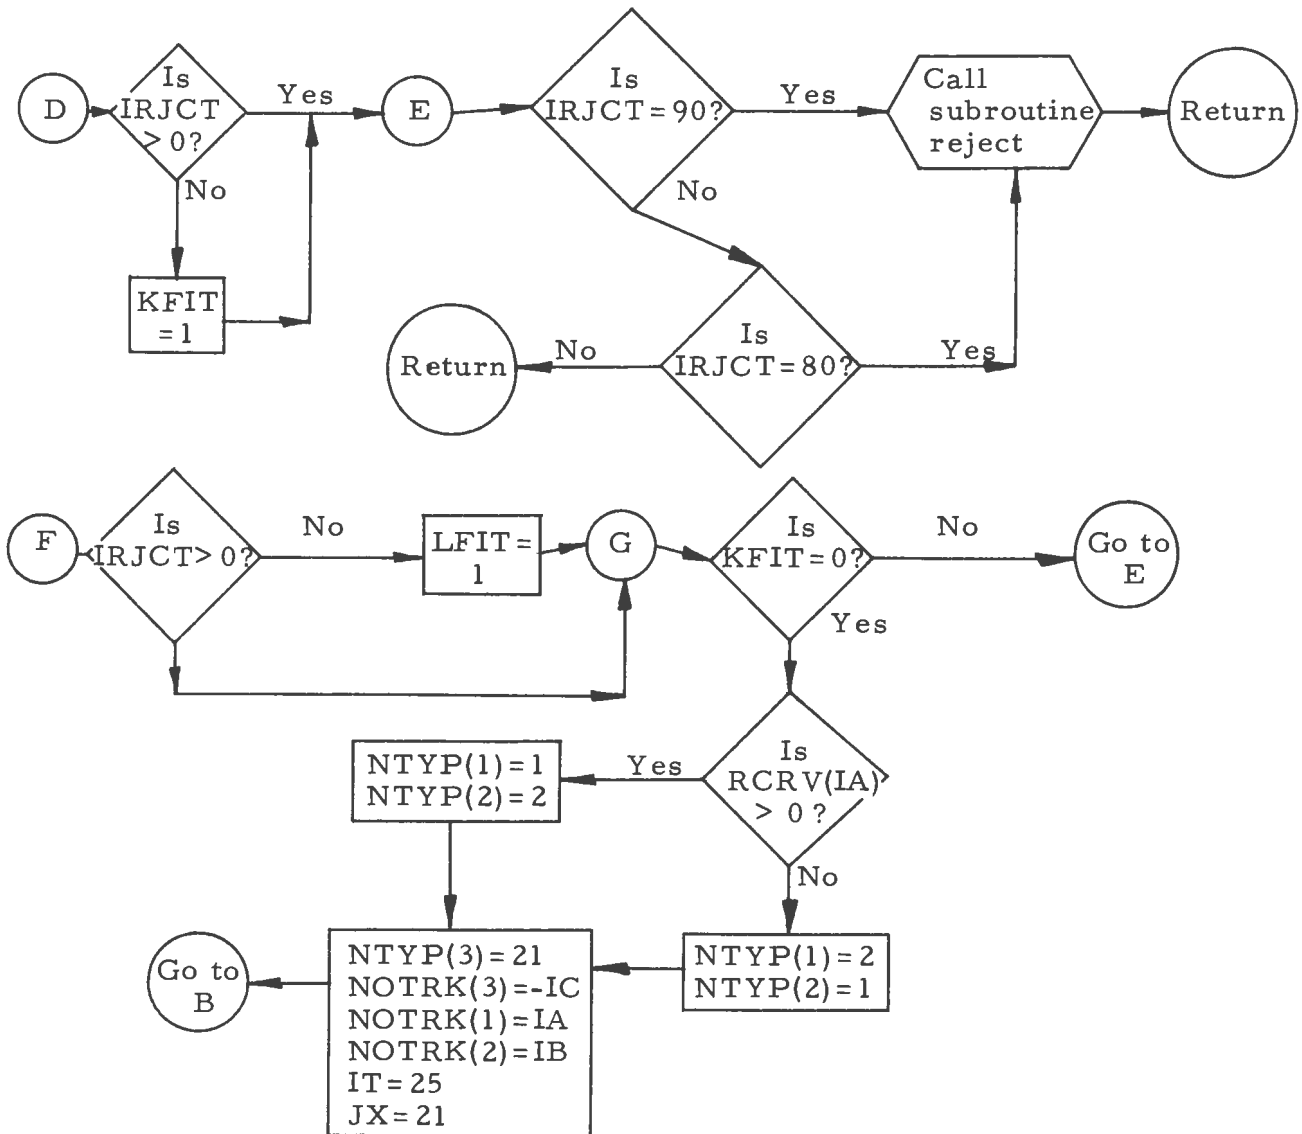 D
Is
IRJCT
> 0?
Yes
No
KFIT
=1
E
Is
IRJCT=90?
Yes
No
Call
subroutine
reject
Return
Is
IRJCT=80?
Yes
No
Return
F
Is
IRJCT> 0?
No
LFIT=
1
G
Is
KFIT=0?
No
Go to
E
Yes
Is
RCRV(IA)
> 0?
Yes
NTYP(1)=1
NTYP(2)=2
No
NTYP(1)=2
NTYP(2)=1
NTYP(3)=21
NOTRK(3)=-IC
NOTRK(1)=IA
NOTRK(2)=IB
IT=25
JX=21
Go to
B